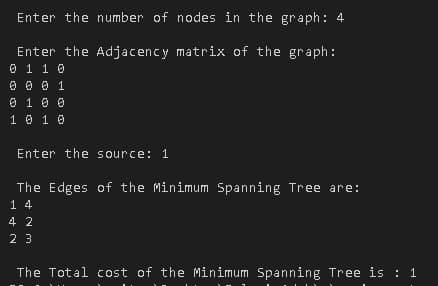 Enter the number of nodes in the graph: 4
Enter the Adjacency matrix of the graph:
0 1 1 0
0 0 0 1
0 1 0 0
1 0 1 0
Enter the source: 1
The Edges of the Minimum Spanning Tree are:
1 4
4 2
2 3
The Total cost of the Minimum Spanning Tree is : 1